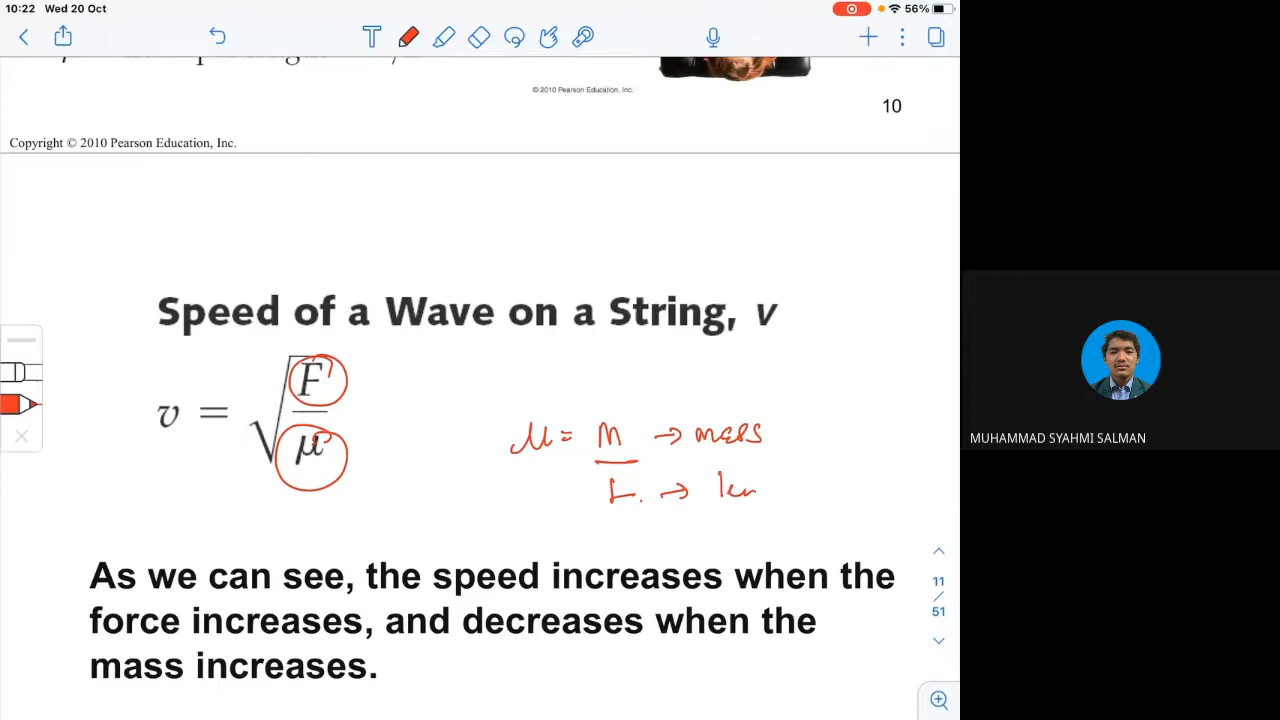 10:22 Wed 20 Oct
56%
© 2010 Pearson Education, Inc.
10
Copyright © 2010 Pearson Education, Inc.
Speed of a Wave on a String, v
v = √F/μ
μ = M → mass
L → len
As we can see, the speed increases when the
force increases, and decreases when the
mass increases.
11
/
51
MUHAMMAD SYAHMI SALMAN